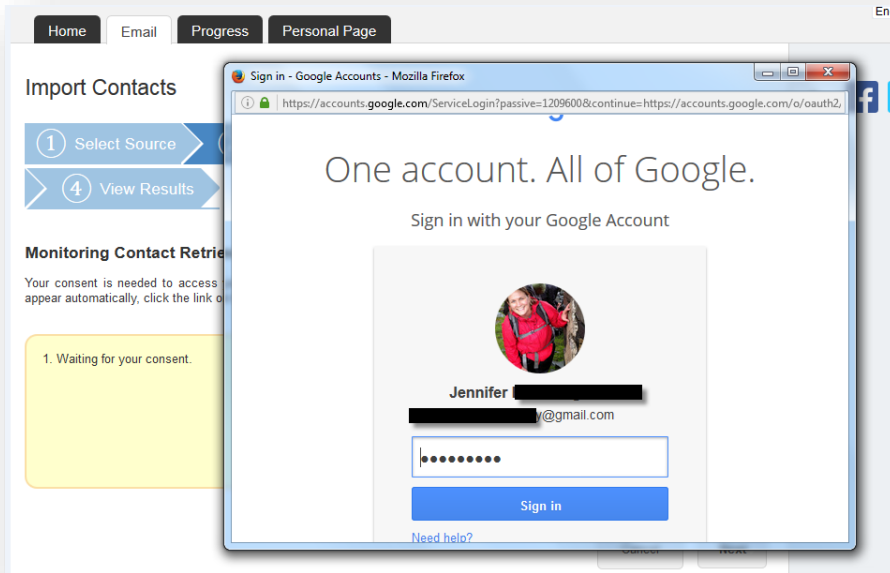 En
Home
Email
Progress
Personal Page
Import Contacts
1 Select Source
4 View Results
Monitoring Contact Retrie
Your consent is needed to access
appear automatically, click the link o
1. Waiting for your consent.
Sign in - Google Accounts - Mozilla Firefox
https://accounts.google.com/ServiceLogin?passive=1209600&continue=https://accounts.google.com/o/oauth2/
One account. All of Google.
Sign in with your Google Account
Jennifer
y@gmail.com
●●●●●●●●●
Sign in
Need help?
Cancel
Next